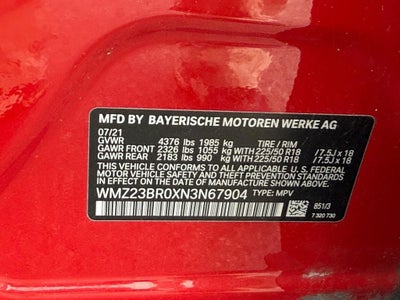 MFD BY BAYERISCHE MOTOREN WERKE AG
07/21
GVWR 4376 lbs 1985 kg TIRE / RIM
GAWR FRONT 2326 lbs 1055 kg WITH 225/50 R18 /7.5J x 18
GAWR REAR 2183 lbs 990 kg WITH 225/50 R18 /7.5J x 18
THIS VEHICLE CONFORMS TO ALL APPLICABLE U. S. FEDERAL
MOTOR VEHICLE SAFETY STANDARDS IN EFFECT
ON THE DATE OF MANUFACTURE SHOWN ABOVE.
WMZ23BR0XN3N67904 TYPE: MPV
851/3
7 320 730